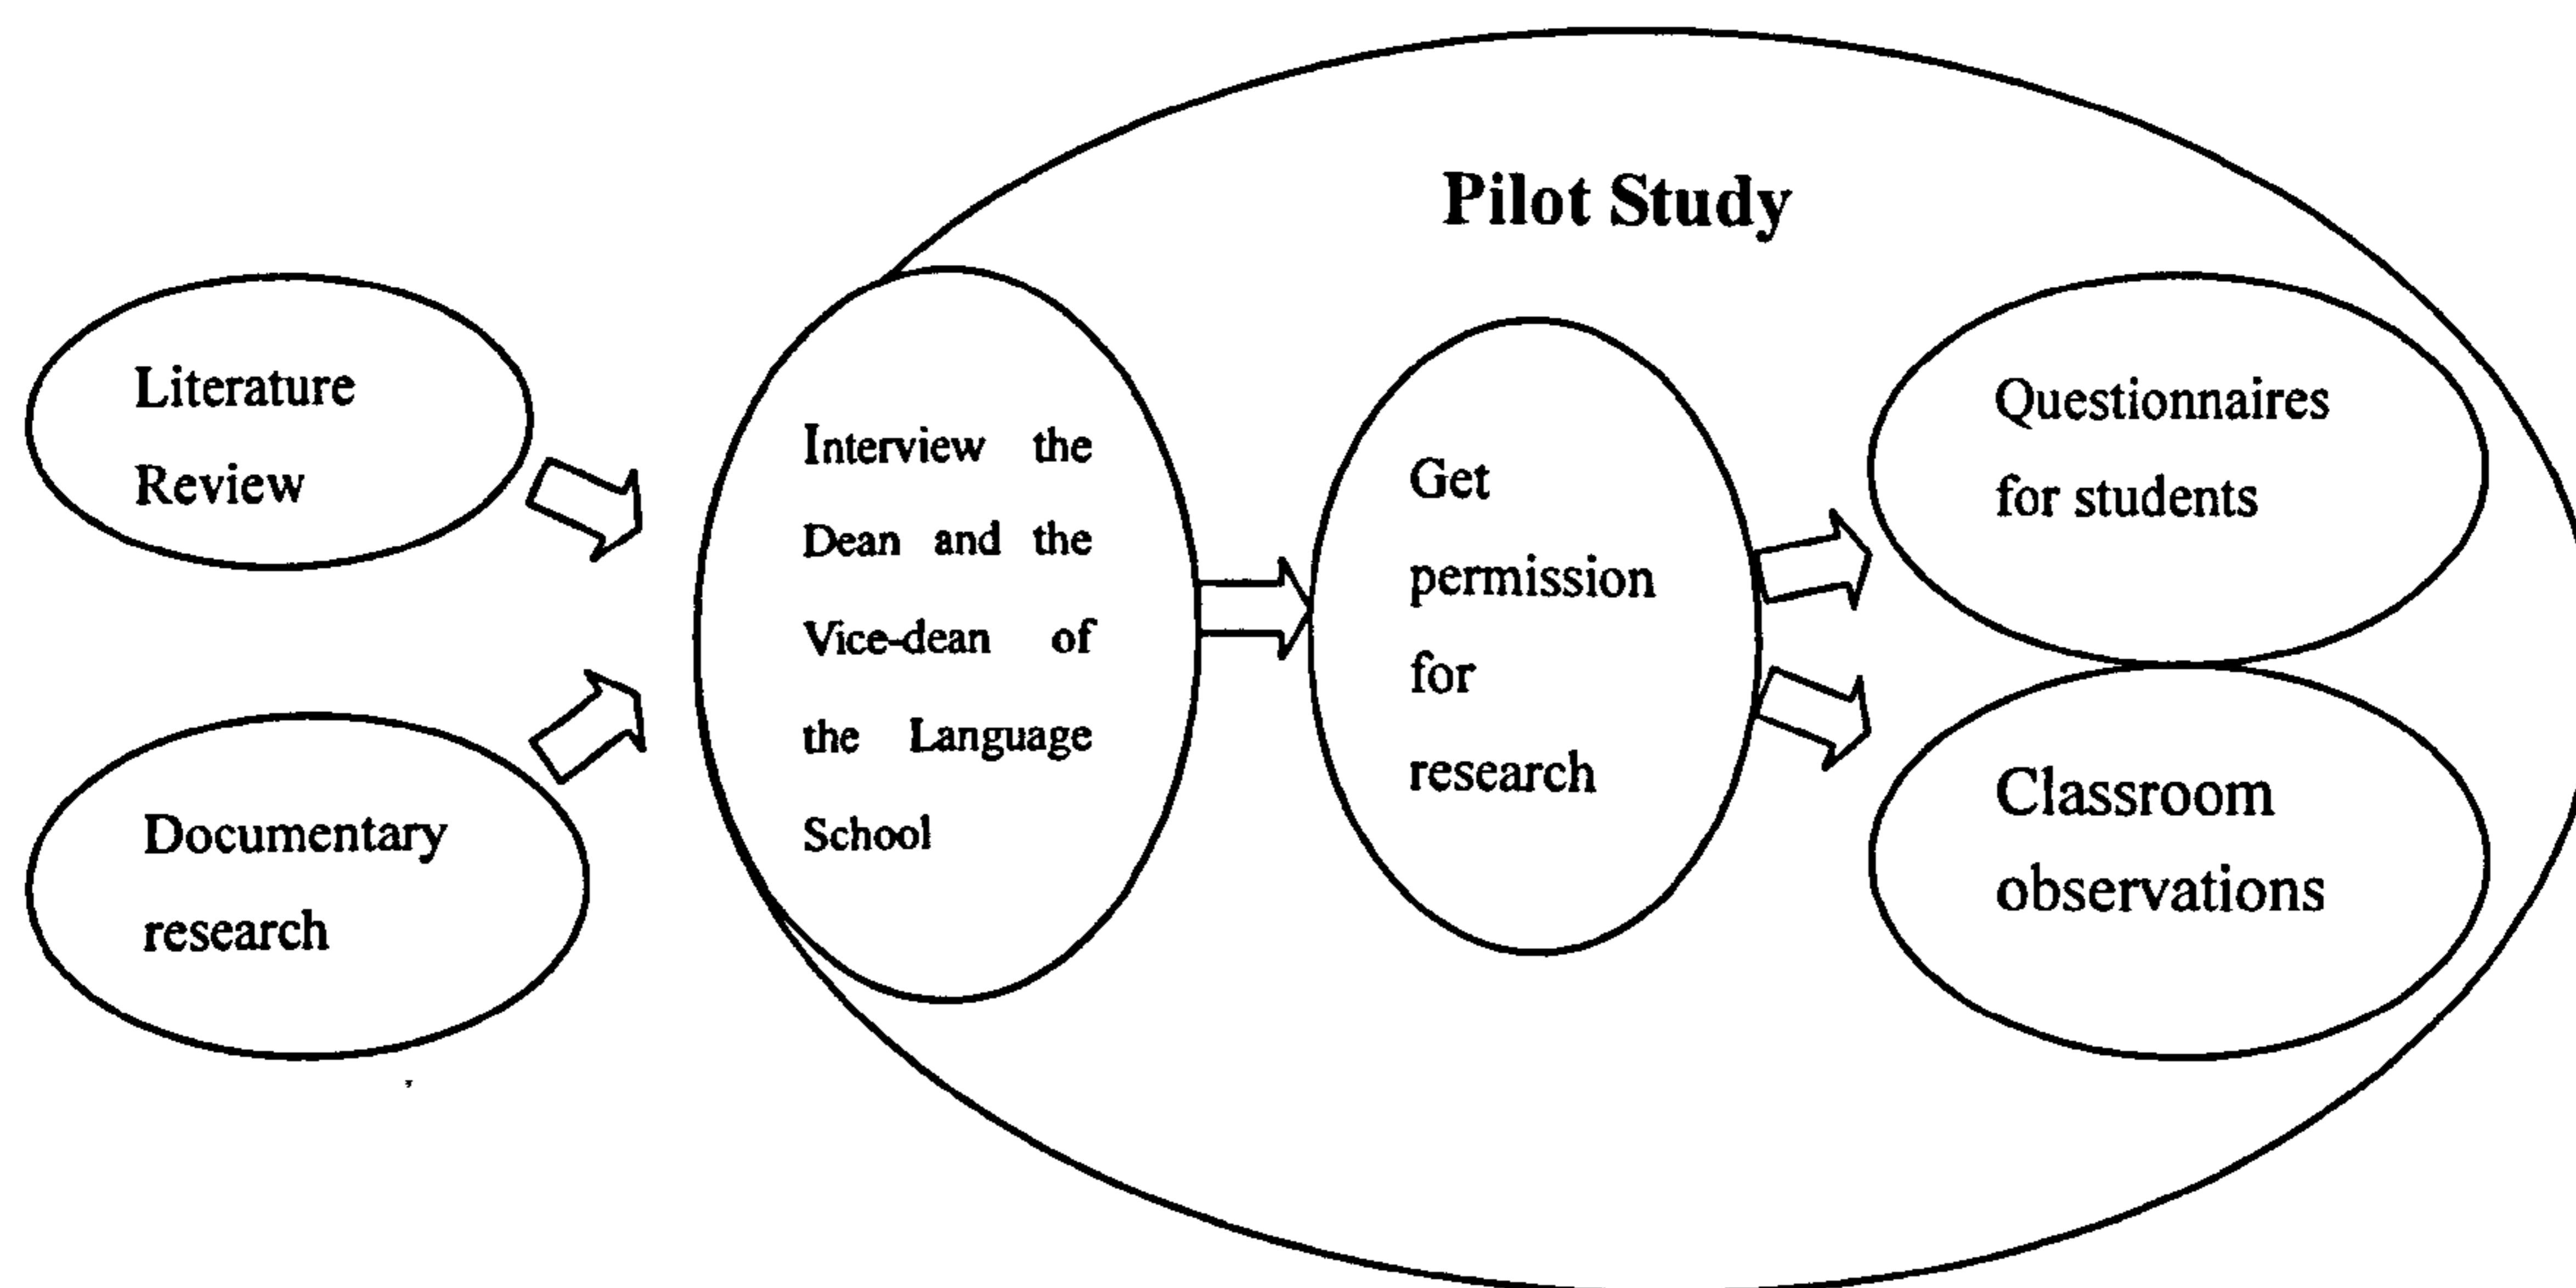 Pilot Study
Literature
Review
Documentary
research
Interview the
Dean and the
Vice-dean of
the Language
School
Get
permission
for
research
Questionnaires
for students
Classroom
observations